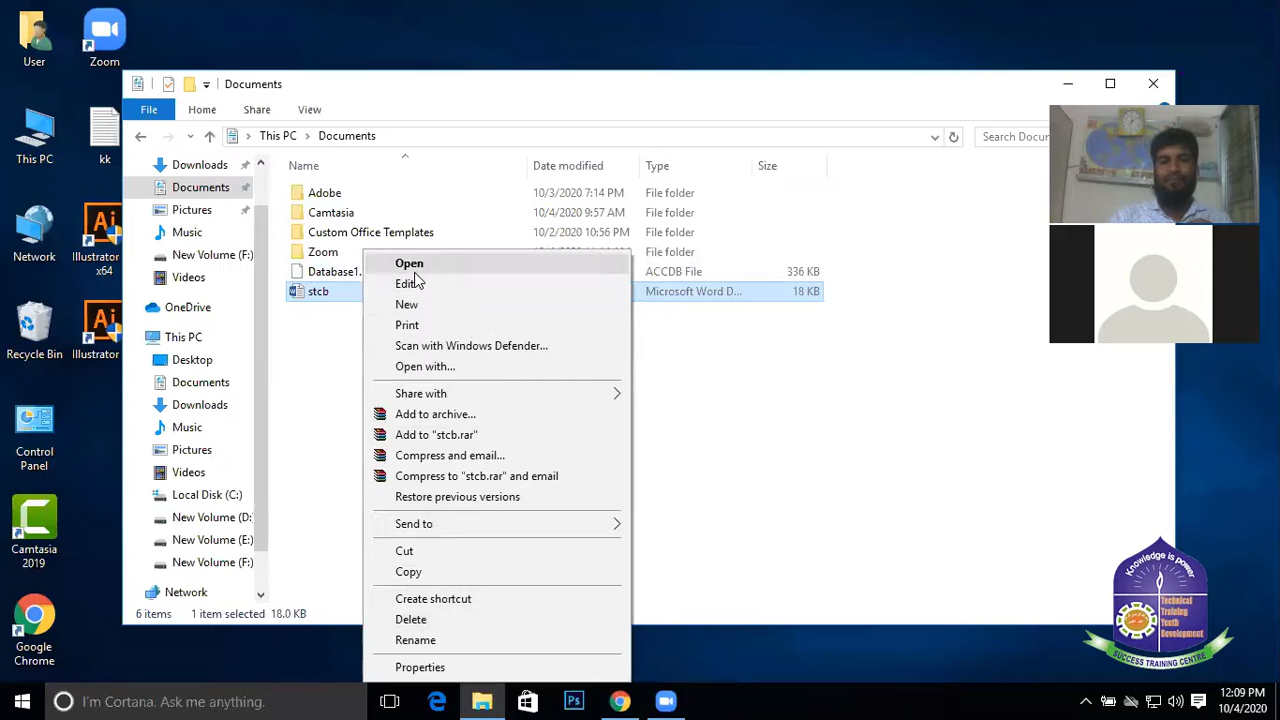 User
Zoom
This PC
kk
Network
Illustrator
x64
Recycle Bin
Illustrator
Control
Panel
Camtasia
2019
Google
Chrome
Documents
File
Home
Share
View
This PC
Documents
Search Docum
Downloads
Documents
Pictures
Music
New Volume (F:)
Videos
OneDrive
This PC
Desktop
Documents
Downloads
Music
Pictures
Videos
Local Disk (C:)
New Volume (D:
New Volume (E:)
New Volume (F:)
Network
Name
Date modified
Type
Size
Adobe
10/3/2020 7:14 PM
File folder
Camtasia
10/4/2020 9:57 AM
File folder
Custom Office Templates
10/2/2020 10:56 PM
File folder
Zoom
File folder
Database1.
ACCDB File
336 KB
stcb
Microsoft Word D...
18 KB
Open
Edit
New
Print
Scan with Windows Defender...
Open with...
Share with
Add to archive...
Add to "stcb.rar"
Compress and email...
Compress to "stcb.rar" and email
Restore previous versions
Send to
Cut
Copy
Create shortcut
Delete
Rename
Properties
6 items
1 item selected 18.0 KB
Knowledge is power
Technical
Training
Youth
Development
SUCCESS TRAINING CENTRE
I'm Cortana. Ask me anything.
Ps
12:09 PM
10/4/2020